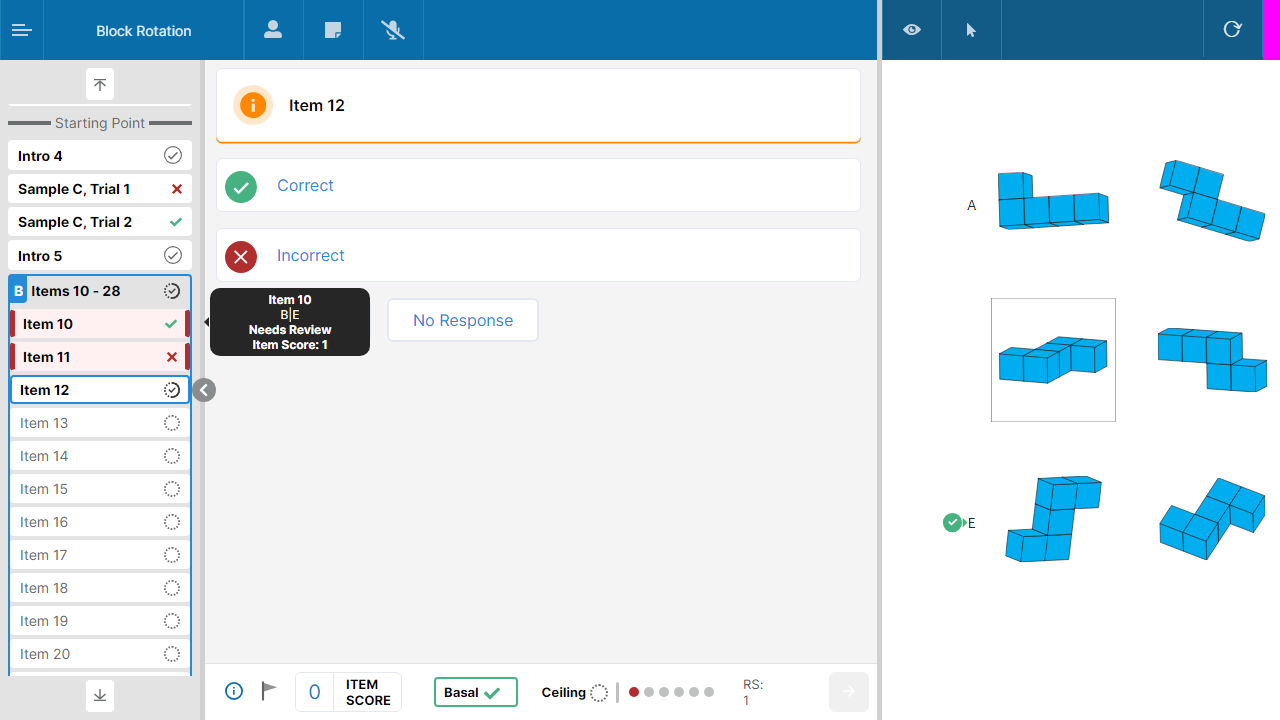 Block Rotation
Starting Point
Intro 4
Sample C, Trial 1
Sample C, Trial 2
Intro 5
B Items 10 - 28
Item 10
Item 11
Item 12
Item 13
Item 14
Item 15
Item 16
Item 17
Item 18
Item 19
Item 20
Item 12
Correct
Incorrect
Item 10
B|E
Needs Review
Item Score: 1
No Response
0 ITEM
SCORE
Basal
Ceiling
RS:
1
A
E